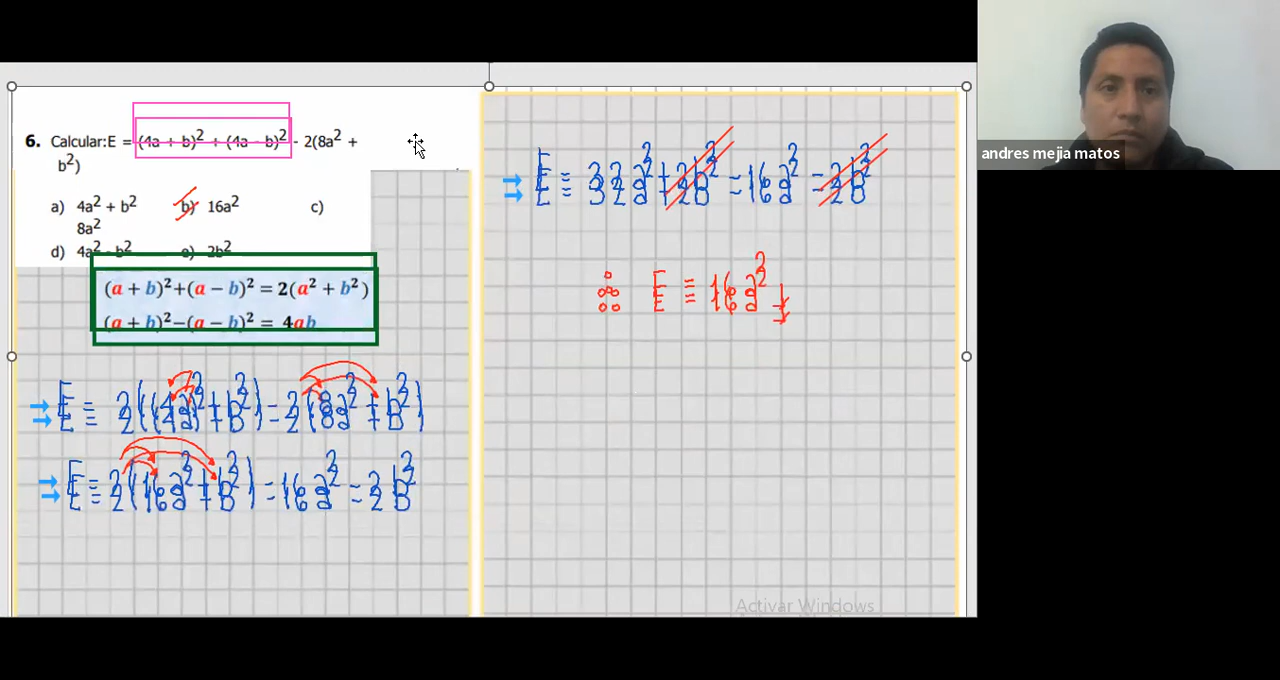 6. Calcular:E = (4a + b)² + (4a - b)² - 2(8a² +
b²)
a) 4a² + b² b) 16a² c)
8a²
d) 4a² - b² e) 2b²
(a + b)²+(a − b)² = 2(a² + b²)
(a + b)²−(a − b)² = 4ab
⇒ E = 2((4a)² + b²) - 2(8a² + b²)
⇒ E = 2(16a² + b²) - 16a² - 2b²
⇒ E = 32a² + 2b² - 16a² - 2b²
∴ E = 16a²
Activar Windows
andres mejia matos